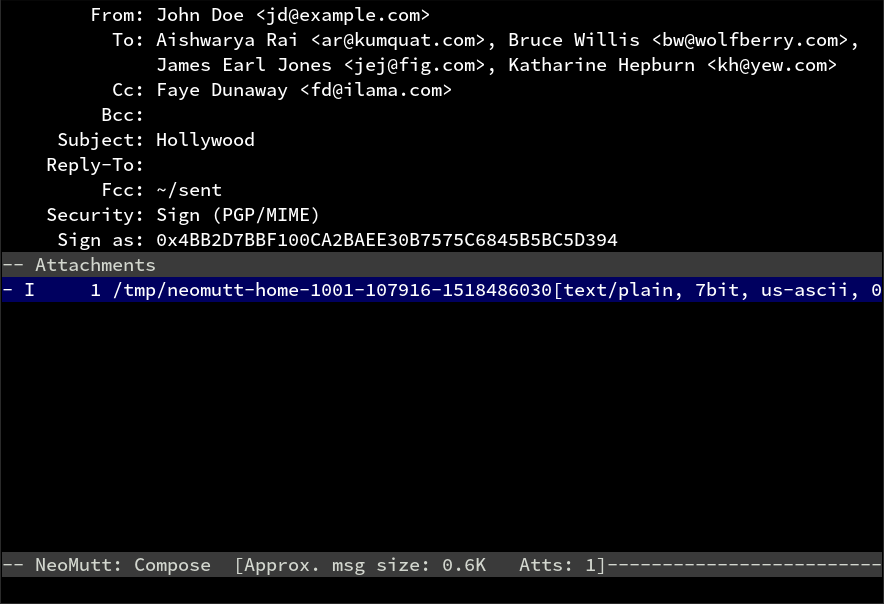 From: John Doe <jd@example.com>
To: Aishwarya Rai <ar@kumquat.com>, Bruce Willis <bw@wolfberry.com>,
James Earl Jones <jej@fig.com>, Katharine Hepburn <kh@yew.com>
Cc: Faye Dunaway <fd@ilama.com>
Bcc:
Subject: Hollywood
Reply-To:
Fcc: ~/sent
Security: Sign (PGP/MIME)
Sign as: 0x4BB2D7BBF100CA2BAEE30B7575C6845B5BC5D394
-- Attachments
- I     1 /tmp/neomutt-home-1001-107916-1518486030[text/plain, 7bit, us-ascii, 0
-- NeoMutt: Compose  [Approx. msg size: 0.6K   Atts: 1]-------------------------